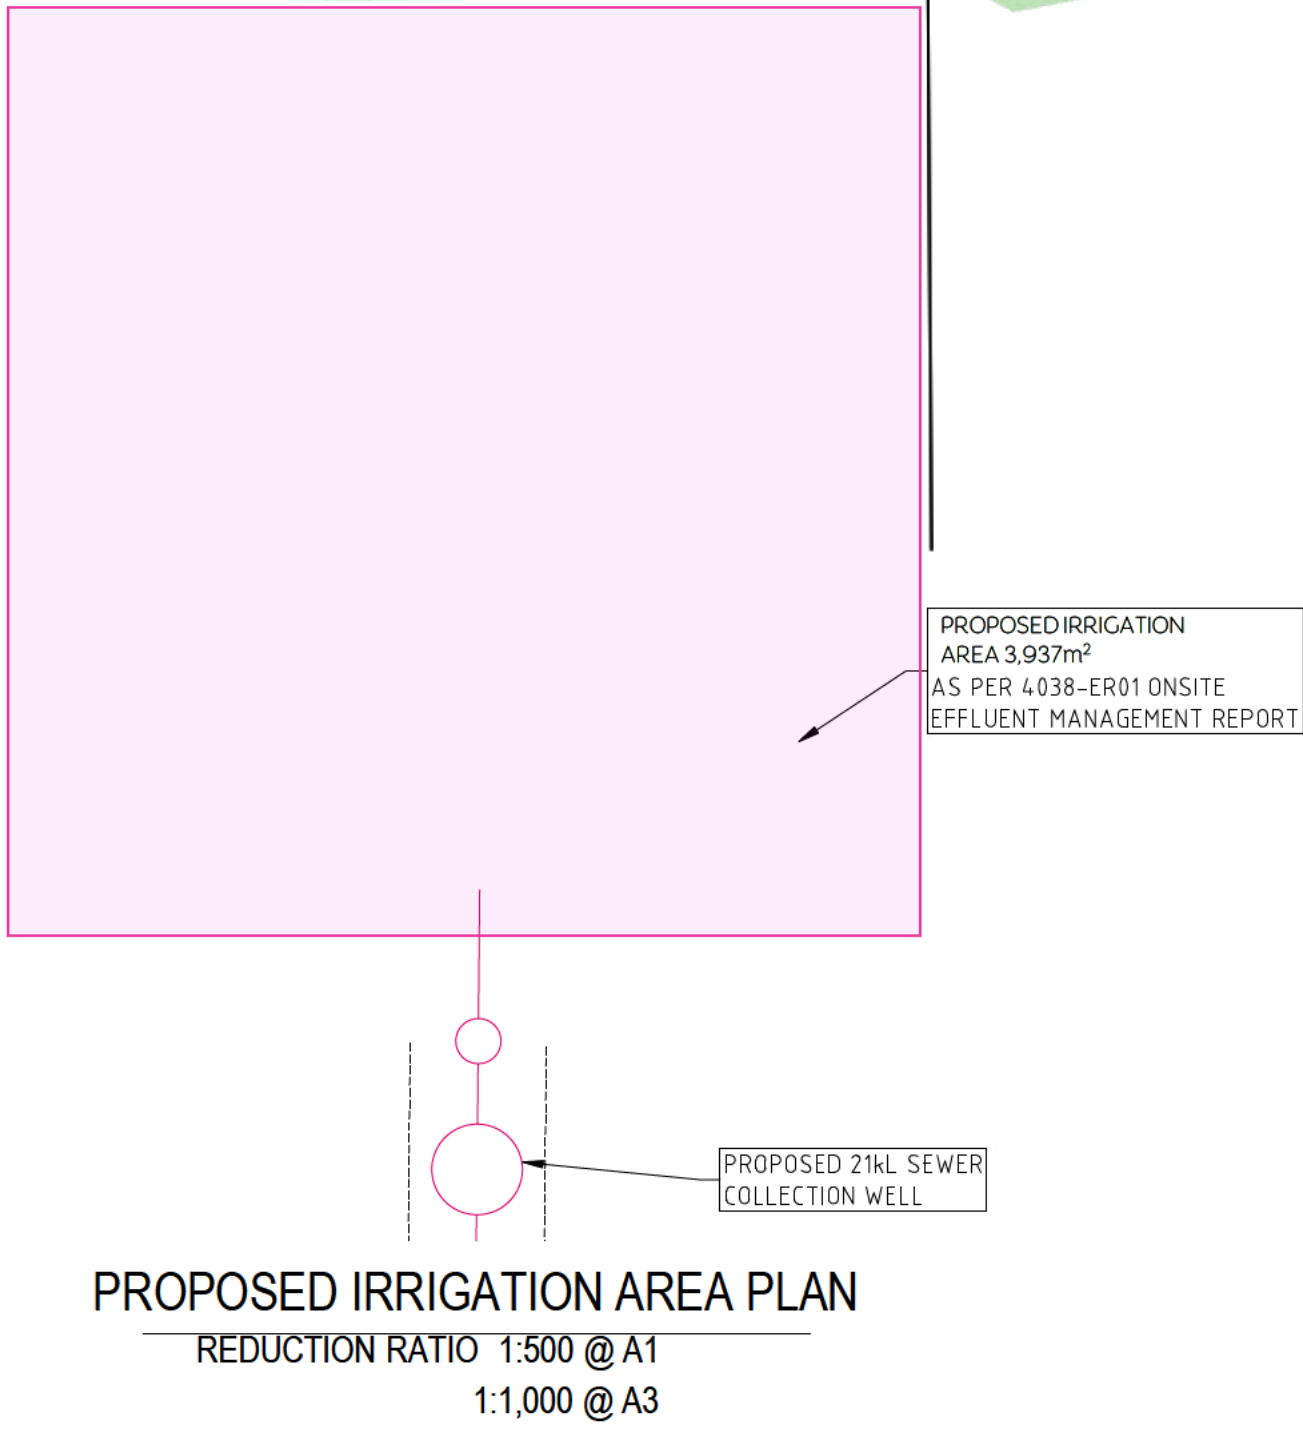 PROPOSED IRRIGATION
AREA 3,937m²
AS PER 4038-ER01 ONSITE
EFFLUENT MANAGEMENT REPORT
PROPOSED 21kL SEWER
COLLECTION WELL
PROPOSED IRRIGATION AREA PLAN
REDUCTION RATIO 1:500 @ A1
1:1,000 @ A3